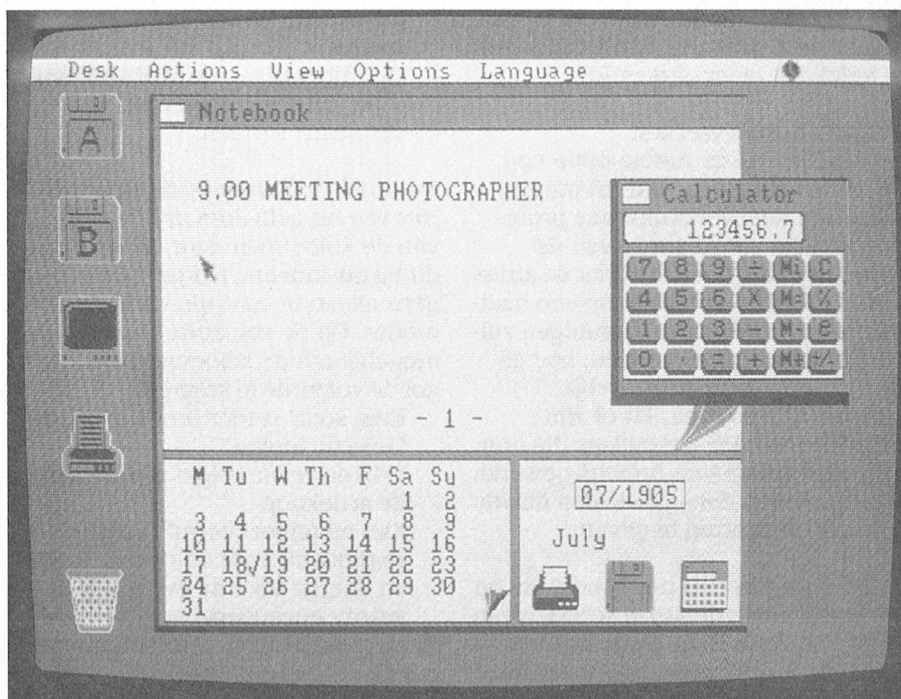 Desk Actions View Options Language
A
B
Notebook
9.00 MEETING PHOTOGRAPHER
- 1 -
Calculator
123456.7
7 8 9 ÷
4 5 6 X M= %
1 2 3 - M-
0 . = + M+ +/-
M Tu W Th F Sa Su
1 2
3 4 5 6 7 8 9
10 11 12 13 14 15 16
17 18√19 20 21 22 23
24 25 26 27 28 29 30
31
07/1905
July